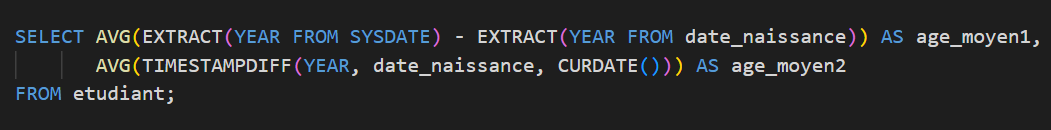 SELECT AVG(EXTRACT(YEAR FROM SYSDATE) - EXTRACT(YEAR FROM date_naissance)) AS age_moyen1,
AVG(TIMESTAMPDIFF(YEAR, date_naissance, CURDATE())) AS age_moyen2
FROM etudiant;